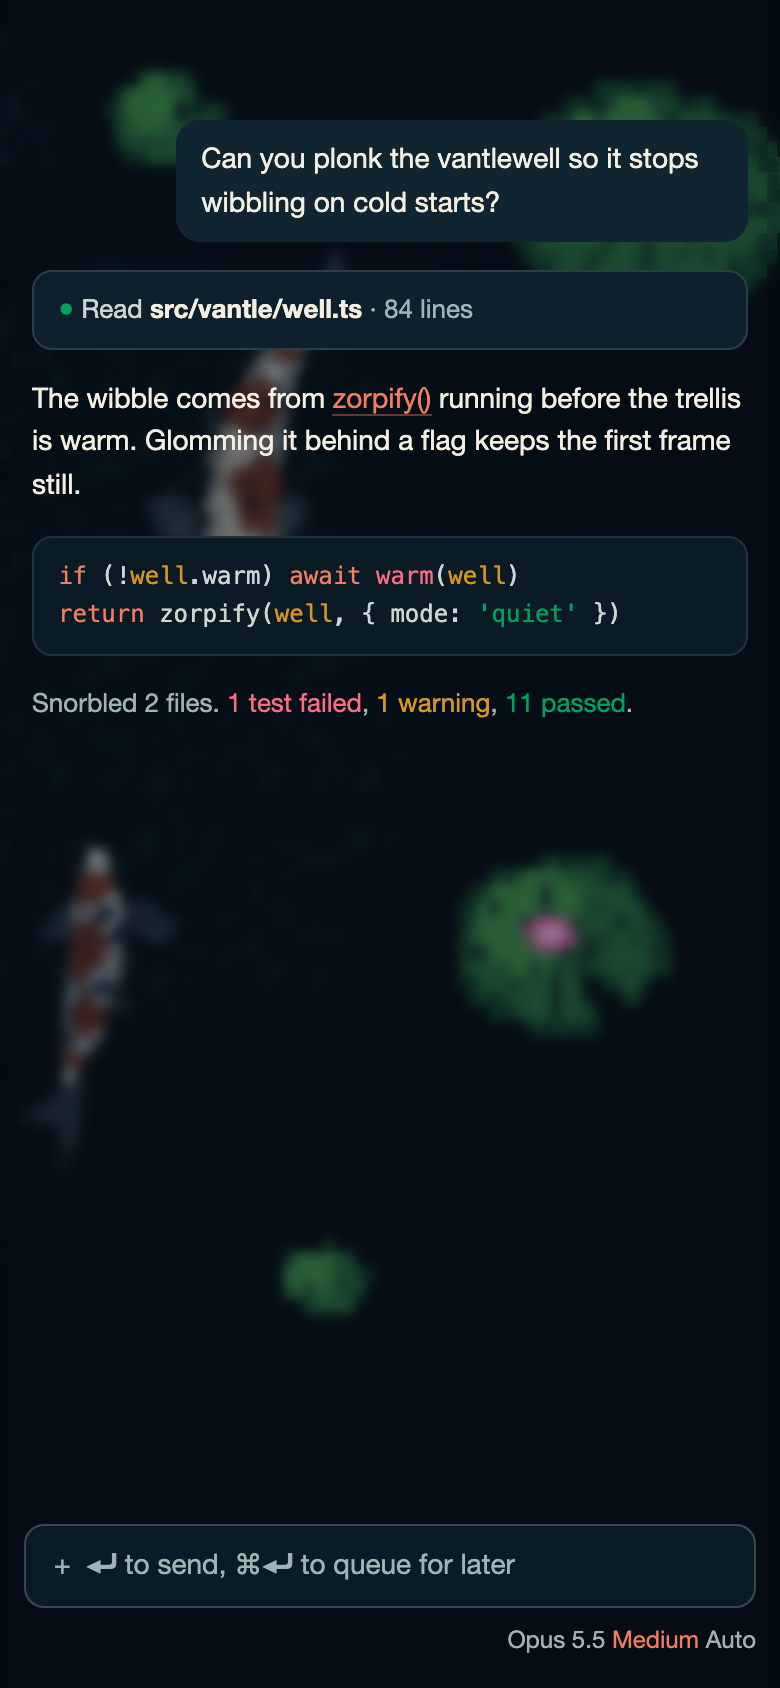 Can you plonk the vantlewell so it stops
wibbling on cold starts?
Read src/vantle/well.ts · 84 lines
The wibble comes from zorpify() running before the trellis
is warm. Glomming it behind a flag keeps the first frame
still.
if (!well.warm) await warm(well)
return zorpify(well, { mode: 'quiet' })
Snorbled 2 files. 1 test failed, 1 warning, 11 passed.
+ ↵ to send, ⌘↵ to queue for later
Opus 5.5 Medium Auto